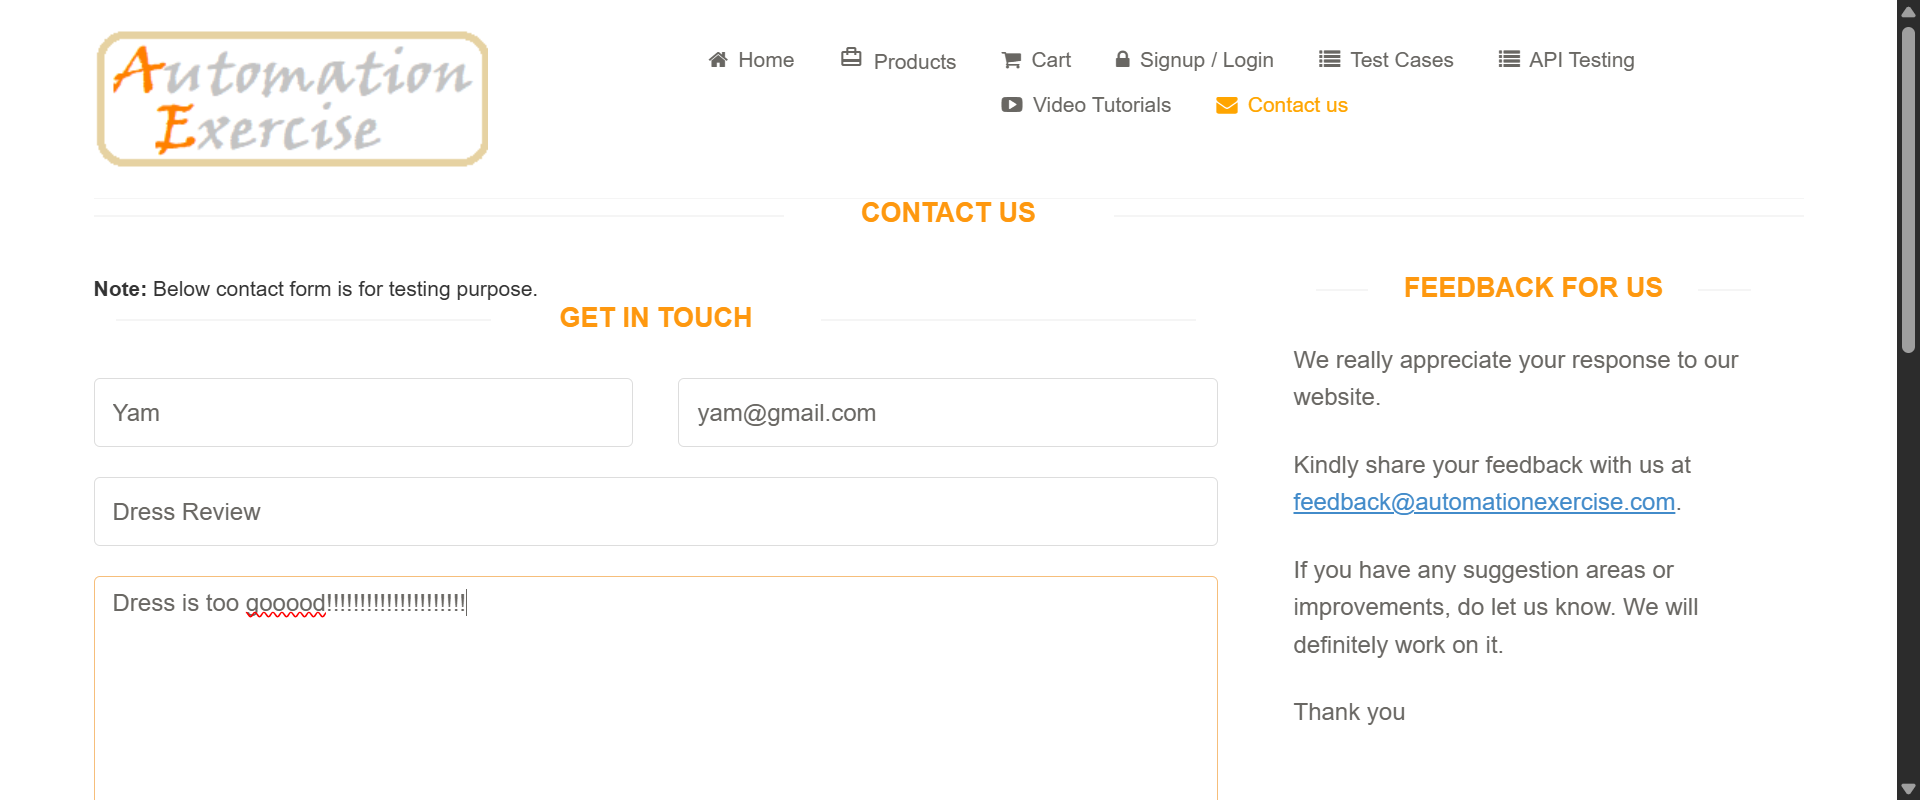 Automation
Exercise
Home
Products
Cart
Signup / Login
Test Cases
API Testing
Video Tutorials
Contact us
CONTACT US
Note: Below contact form is for testing purpose.
GET IN TOUCH
Yam
yam@gmail.com
Dress Review
Dress is too gooood!!!!!!!!!!!!!!!!!!!!!
FEEDBACK FOR US
We really appreciate your response to our
website.
Kindly share your feedback with us at
feedback@automationexercise.com.
If you have any suggestion areas or
improvements, do let us know. We will
definitely work on it.
Thank you